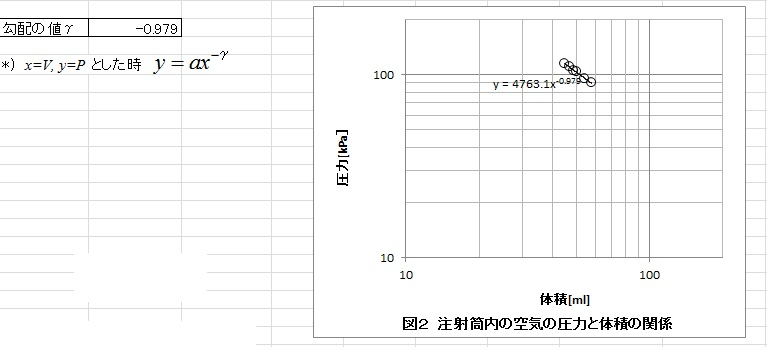 勾配の値γ -0.979
*) x=V, y=P とした時 y = ax^-γ
100
y = 4763.1x^-0.979
圧力[kPa]
10
10 100
体積[ml]
図2 注射筒内の空気の圧力と体積の関係